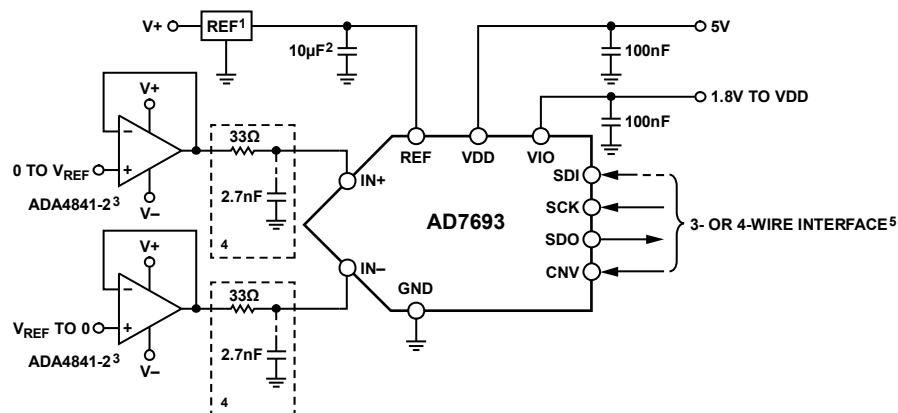 V+
REF1
10µF2
5V
100nF
1.8V TO VDD
100nF
V+
−
+
0 TO VREF
ADA4841-23
V−
33Ω
2.7nF
4
REF
VDD
VIO
IN+
IN−
AD7693
GND
SDI
SCK
SDO
CNV
3- OR 4-WIRE INTERFACE5
V+
−
+
VREF TO 0
ADA4841-23
V−
33Ω
2.7nF
4